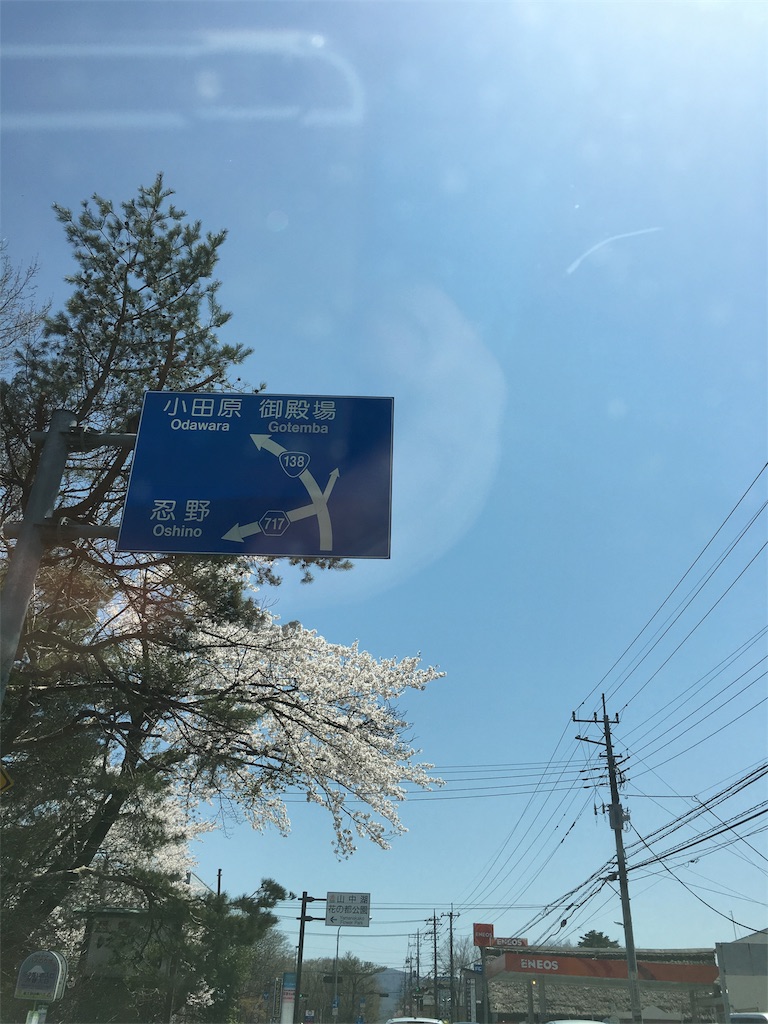 小田原 御殿場
Odawara Gotemba
138
忍野
Oshino
717
山中湖
花の都公園
ENEOS
ENEOS
ENEOS